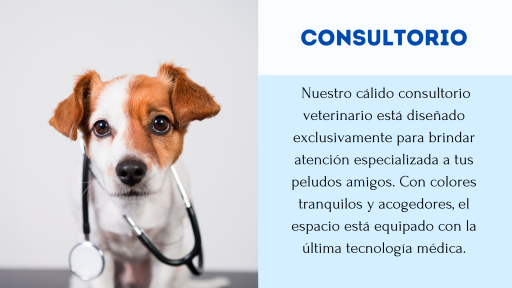 CONSULTORIO
Nuestro cálido consultorio
veterinario está diseñado
exclusivamente para brindar
atención especializada a tus
peludos amigos. Con colores
tranquilos y acogedores, el
espacio está equipado con la
última tecnología médica.